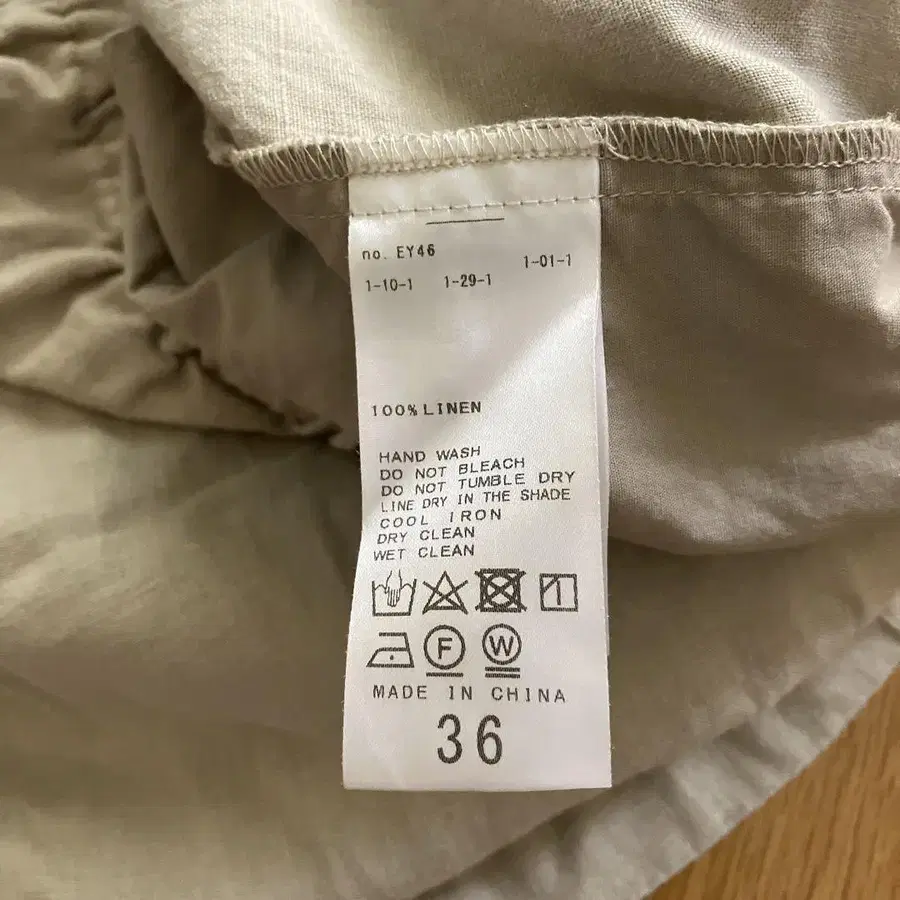 no. EY46
1-10-1 1-29-1 1-01-1
100% LINEN
HAND WASH
DO NOT BLEACH
DO NOT TUMBLE DRY
LINE DRY IN THE SHADE
COOL IRON
DRY CLEAN
WET CLEAN
F W
MADE IN CHINA
36